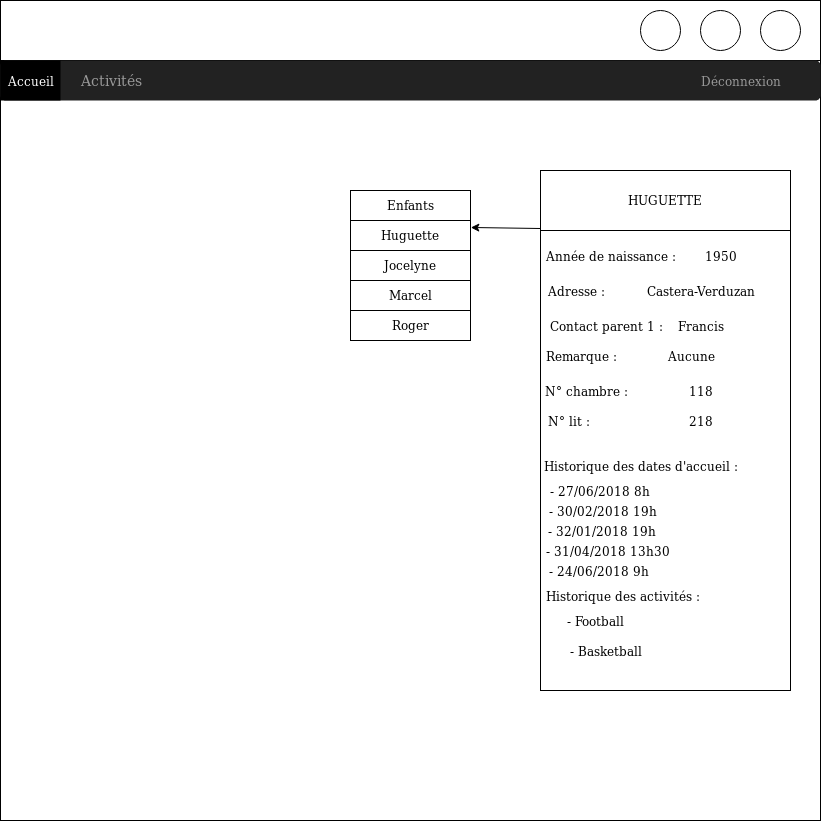 Accueil Activités Déconnexion
Enfants
Huguette
Jocelyne
Marcel
Roger
HUGUETTE
Année de naissance : 1950
Adresse : Castera-Verduzan
Contact parent 1 : Francis
Remarque : Aucune
N° chambre : 118
N° lit : 218
Historique des dates d'accueil :
- 27/06/2018 8h
- 30/02/2018 19h
- 32/01/2018 19h
- 31/04/2018 13h30
- 24/06/2018 9h
Historique des activités :
- Football
- Basketball